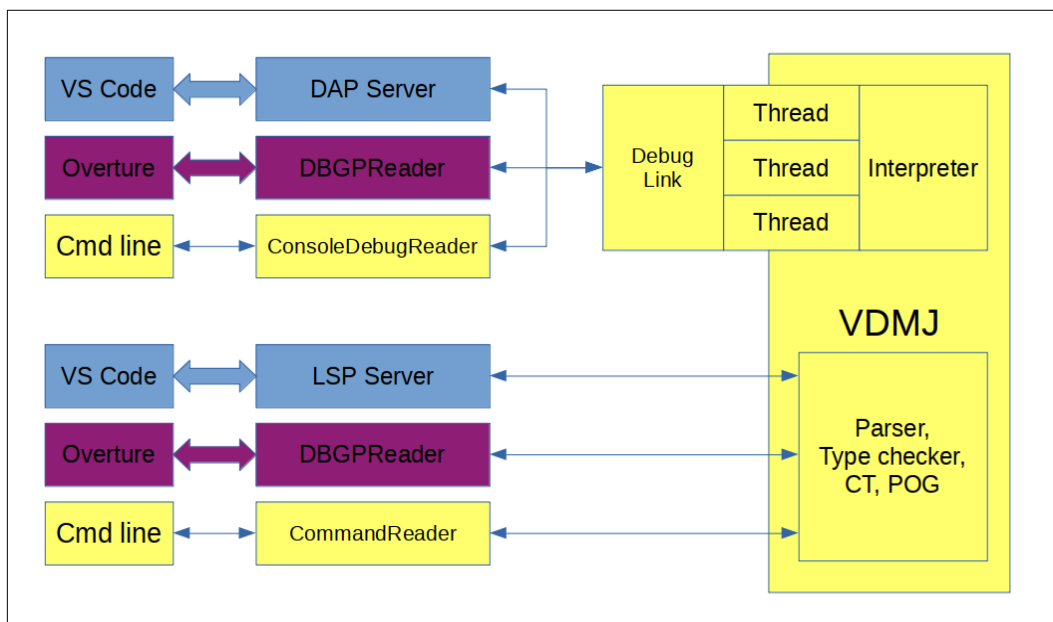 VS Code
DAP Server
Overture
DBGPReader
Cmd line
ConsoleDebugReader
Debug
Link
Thread
Thread
Thread
Interpreter
VDMJ
VS Code
LSP Server
Overture
DBGPReader
Cmd line
CommandReader
Parser,
Type checker,
CT, POG